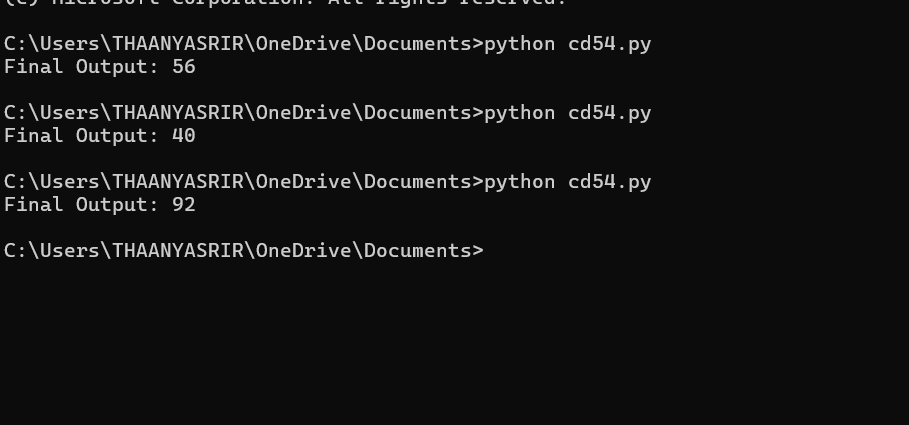 (c) Microsoft Corporation. All rights reserved.
C:\Users\THAANYASRIR\OneDrive\Documents>python cd54.py
Final Output: 56
C:\Users\THAANYASRIR\OneDrive\Documents>python cd54.py
Final Output: 40
C:\Users\THAANYASRIR\OneDrive\Documents>python cd54.py
Final Output: 92
C:\Users\THAANYASRIR\OneDrive\Documents>